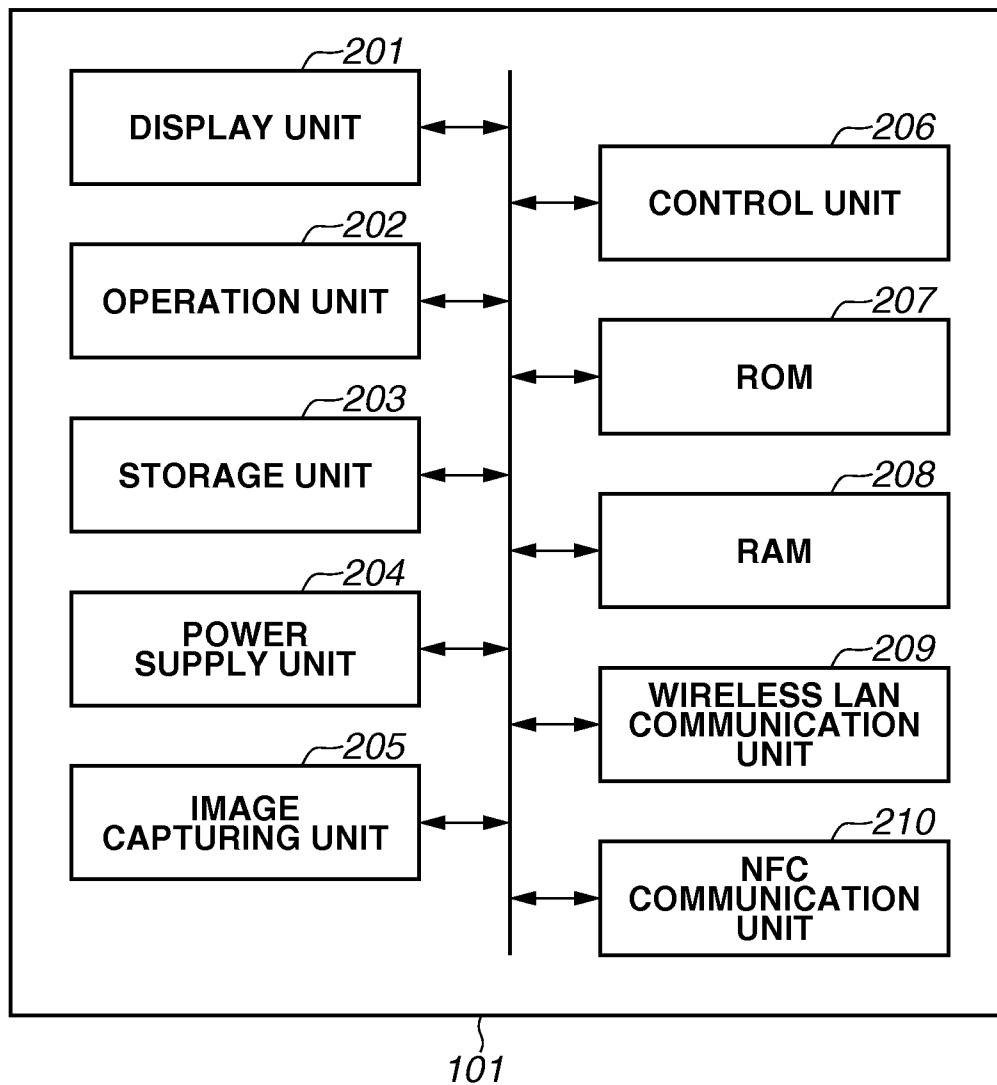 201
DISPLAY UNIT
202
OPERATION UNIT
203
STORAGE UNIT
204
POWER
SUPPLY UNIT
205
IMAGE
CAPTURING UNIT
206
CONTROL UNIT
207
ROM
208
RAM
209
WIRELESS LAN
COMMUNICATION
UNIT
210
NFC
COMMUNICATION
UNIT
101